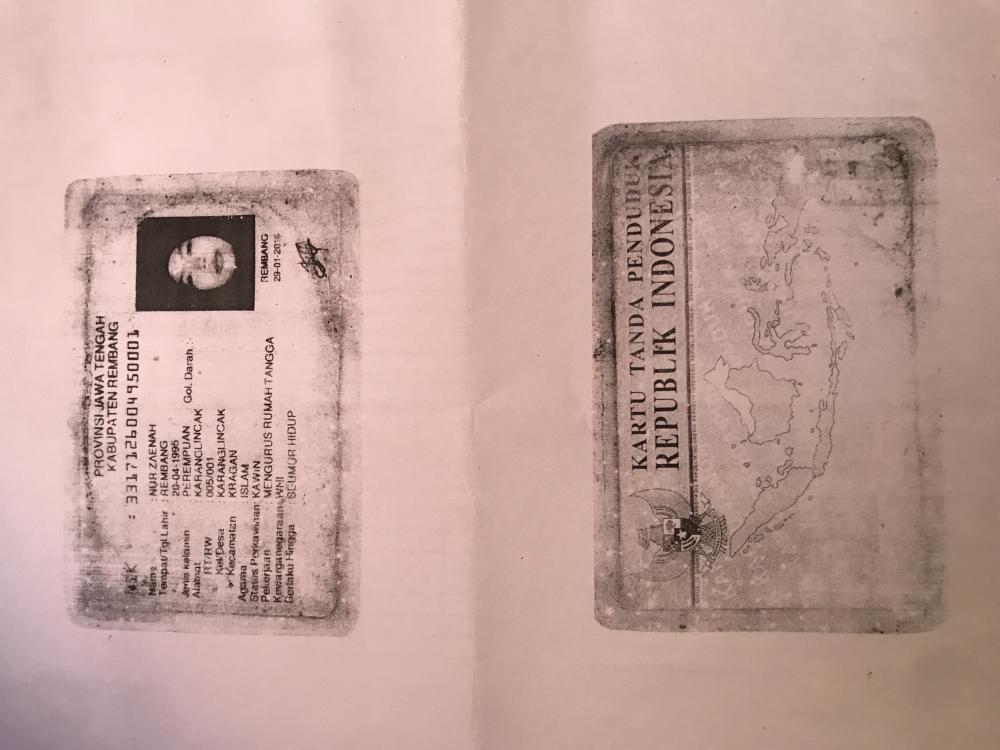 PROVINSI JAWA TENGAH
KABUPATEN REMBANG
NIK : 3317126004950001
Nama : NUR ZAENAH
Tempat/Tgl Lahir : REMBANG
20-04-1995
Jenis Kelamin : PEREMPUAN Gol. Darah : -
Alamat : KARANGLINCAK
RT/RW : 005/001
Kel/Desa : KARANGLINCAK
Kecamatan : KRAGAN
Agama : ISLAM
Status Perkawinan: KAWIN
Pekerjaan : MENGURUS RUMAH TANGGA
Kewarganegaraan: WNI
Berlaku Hingga : SEUMUR HIDUP
REMBANG
29-01-2016
KARTU TANDA PENDUDUK
REPUBLIK INDONESIA